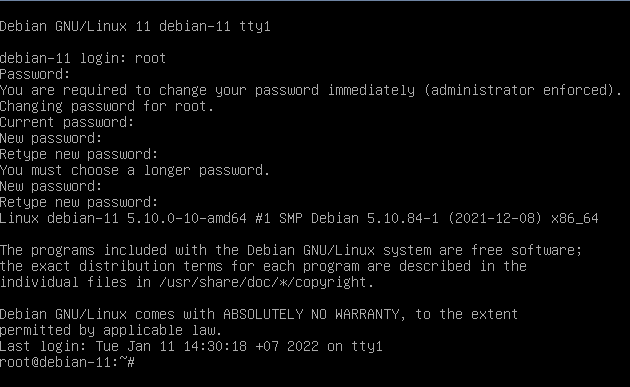 Debian GNU/Linux 11 debian-11 tty1
debian-11 login: root
Password:
You are required to change your password immediately (administrator enforced).
Changing password for root.
Current password:
New password:
Retype new password:
You must choose a longer password.
New password:
Retype new password:
Linux debian-11 5.10.0-10-amd64 #1 SMP Debian 5.10.84-1 (2021-12-08) x86_64
The programs included with the Debian GNU/Linux system are free software;
the exact distribution terms for each program are described in the
individual files in /usr/share/doc/*/copyright.
Debian GNU/Linux comes with ABSOLUTELY NO WARRANTY, to the extent
permitted by applicable law.
Last login: Tue Jan 11 14:30:18 +07 2022 on tty1
root@debian-11:~#